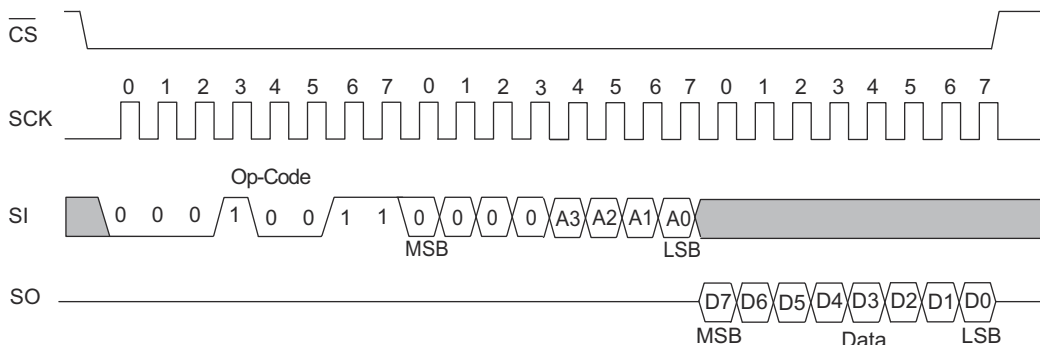 CS
0 1 2 3 4 5 6 7 0 1 2 3 4 5 6 7 0 1 2 3 4 5 6 7
SCK
Op-Code
SI 0 0 0 1 0 0 1 1 0 0 0 0 A3 A2 A1 A0
MSB LSB
SO D7 D6 D5 D4 D3 D2 D1 D0
MSB Data LSB